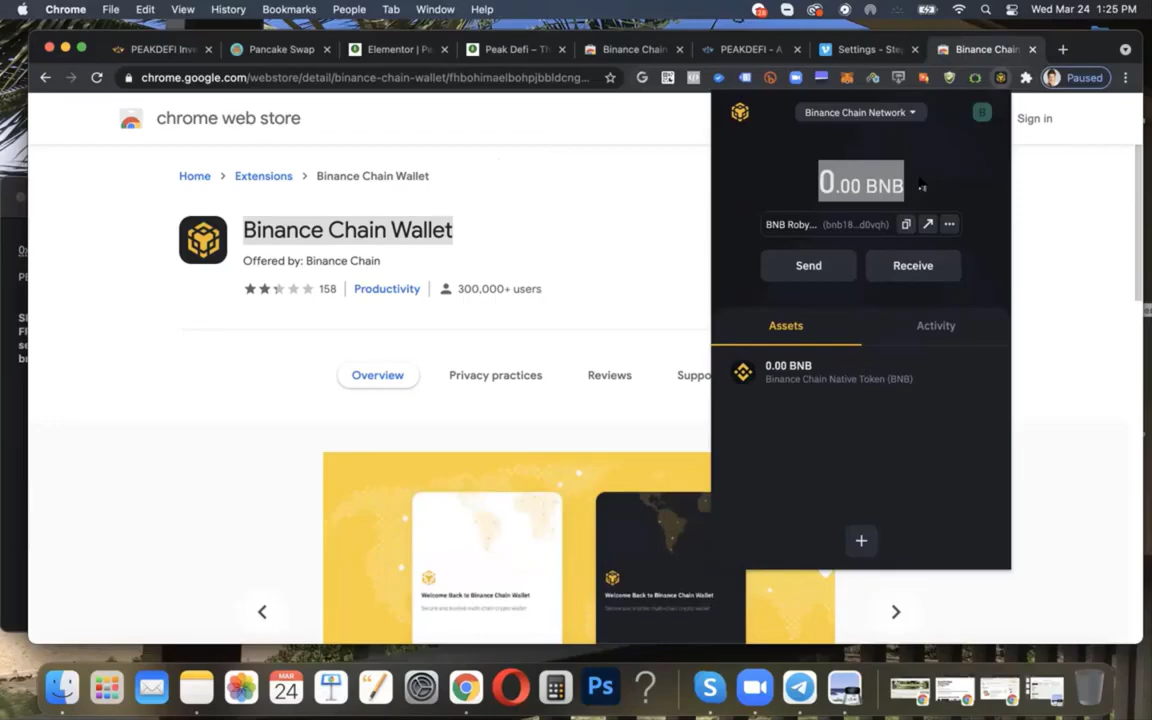 Chrome File Edit View History Bookmarks People Tab Window Help
Wed Mar 24 1:25 PM
PEAKDEFI Inve
Pancake Swap
Elementor | P
Peak Defi – Th
Binance Chain
PEAKDEFI - A
Settings - Ste
Binance Chain
chrome.google.com/webstore/detail/binance-chain-wallet/fhbohimaelbohpjbbldcng...
Paused
chrome web store
Sign in
Home > Extensions > Binance Chain Wallet
Binance Chain Wallet
Offered by: Binance Chain
158 | Productivity | 300,000+ users
Overview Privacy practices Reviews Suppo
Welcome Back to Binance Chain Wallet
Welcome Back to Binance Chain Wallet
Binance Chain Network
B
0.00 BNB
BNB Roby... (bnb18...d0vqh)
Send Receive
Assets Activity
0.00 BNB
Binance Chain Native Token (BNB)
MAR
24
Ps